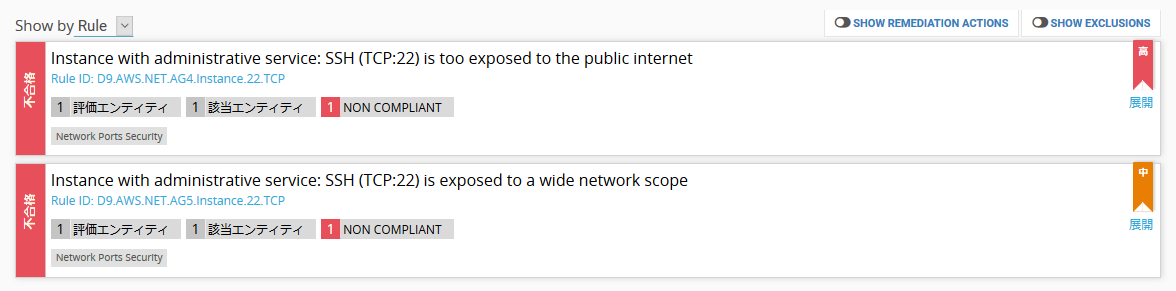 Show by Rule
SHOW REMEDIATION ACTIONS
SHOW EXCLUSIONS
不合格
Instance with administrative service: SSH (TCP:22) is too exposed to the public internet
高
Rule ID: D9.AWS.NET.AG4.Instance.22.TCP
展開
1 評価エンティティ 1 該当エンティティ 1 NON COMPLIANT
Network Ports Security
不合格
Instance with administrative service: SSH (TCP:22) is exposed to a wide network scope
中
Rule ID: D9.AWS.NET.AG5.Instance.22.TCP
展開
1 評価エンティティ 1 該当エンティティ 1 NON COMPLIANT
Network Ports Security